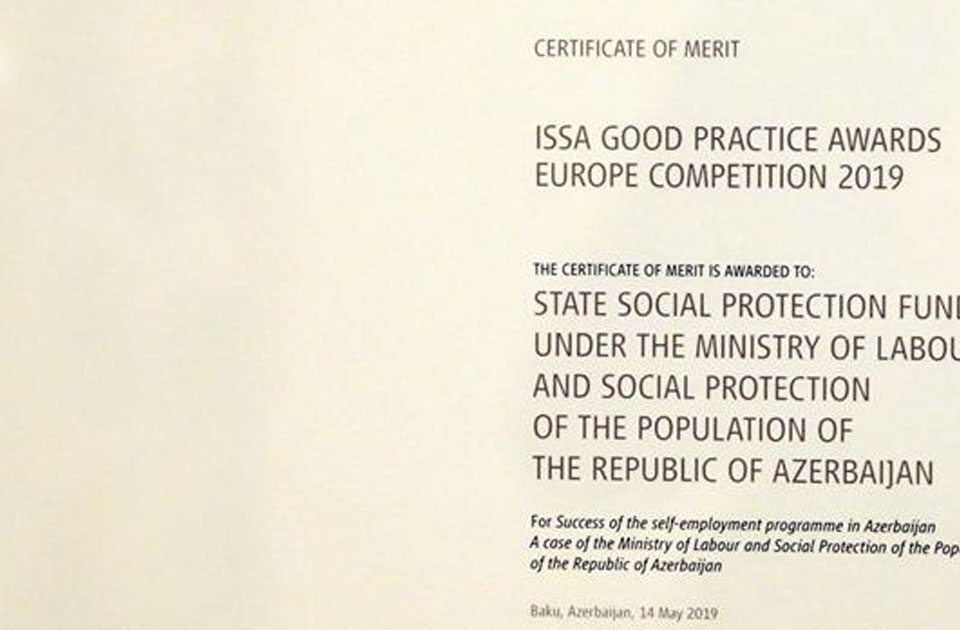 CERTIFICATE OF MERIT
ISSA GOOD PRACTICE AWARDS
EUROPE COMPETITION 2019
THE CERTIFICATE OF MERIT IS AWARDED TO:
STATE SOCIAL PROTECTION FUND
UNDER THE MINISTRY OF LABOU
AND SOCIAL PROTECTION
OF THE POPULATION OF
THE REPUBLIC OF AZERBAIJAN
For Success of the self-employment programme in Azerbaijan
A case of the Ministry of Labour and Social Protection of the Pop
of the Republic of Azerbaijan
Baku, Azerbaijan, 14 May 2019